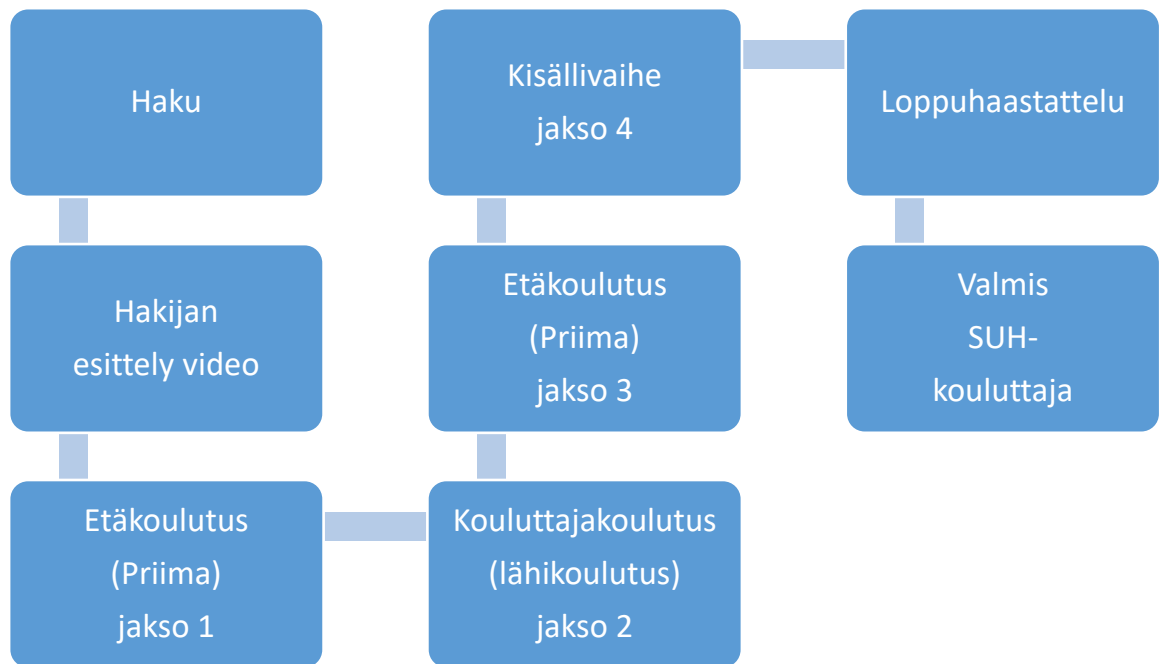 Haku
Hakijan
esittely video
Etäkoulutus
(Priima)
jakso 1
Kouluttajakoulutus
(lähikoulutus)
jakso 2
Etäkoulutus
(Priima)
jakso 3
Kisällivaihe
jakso 4
Loppuhaastattelu
Valmis
SUH-
kouluttaja